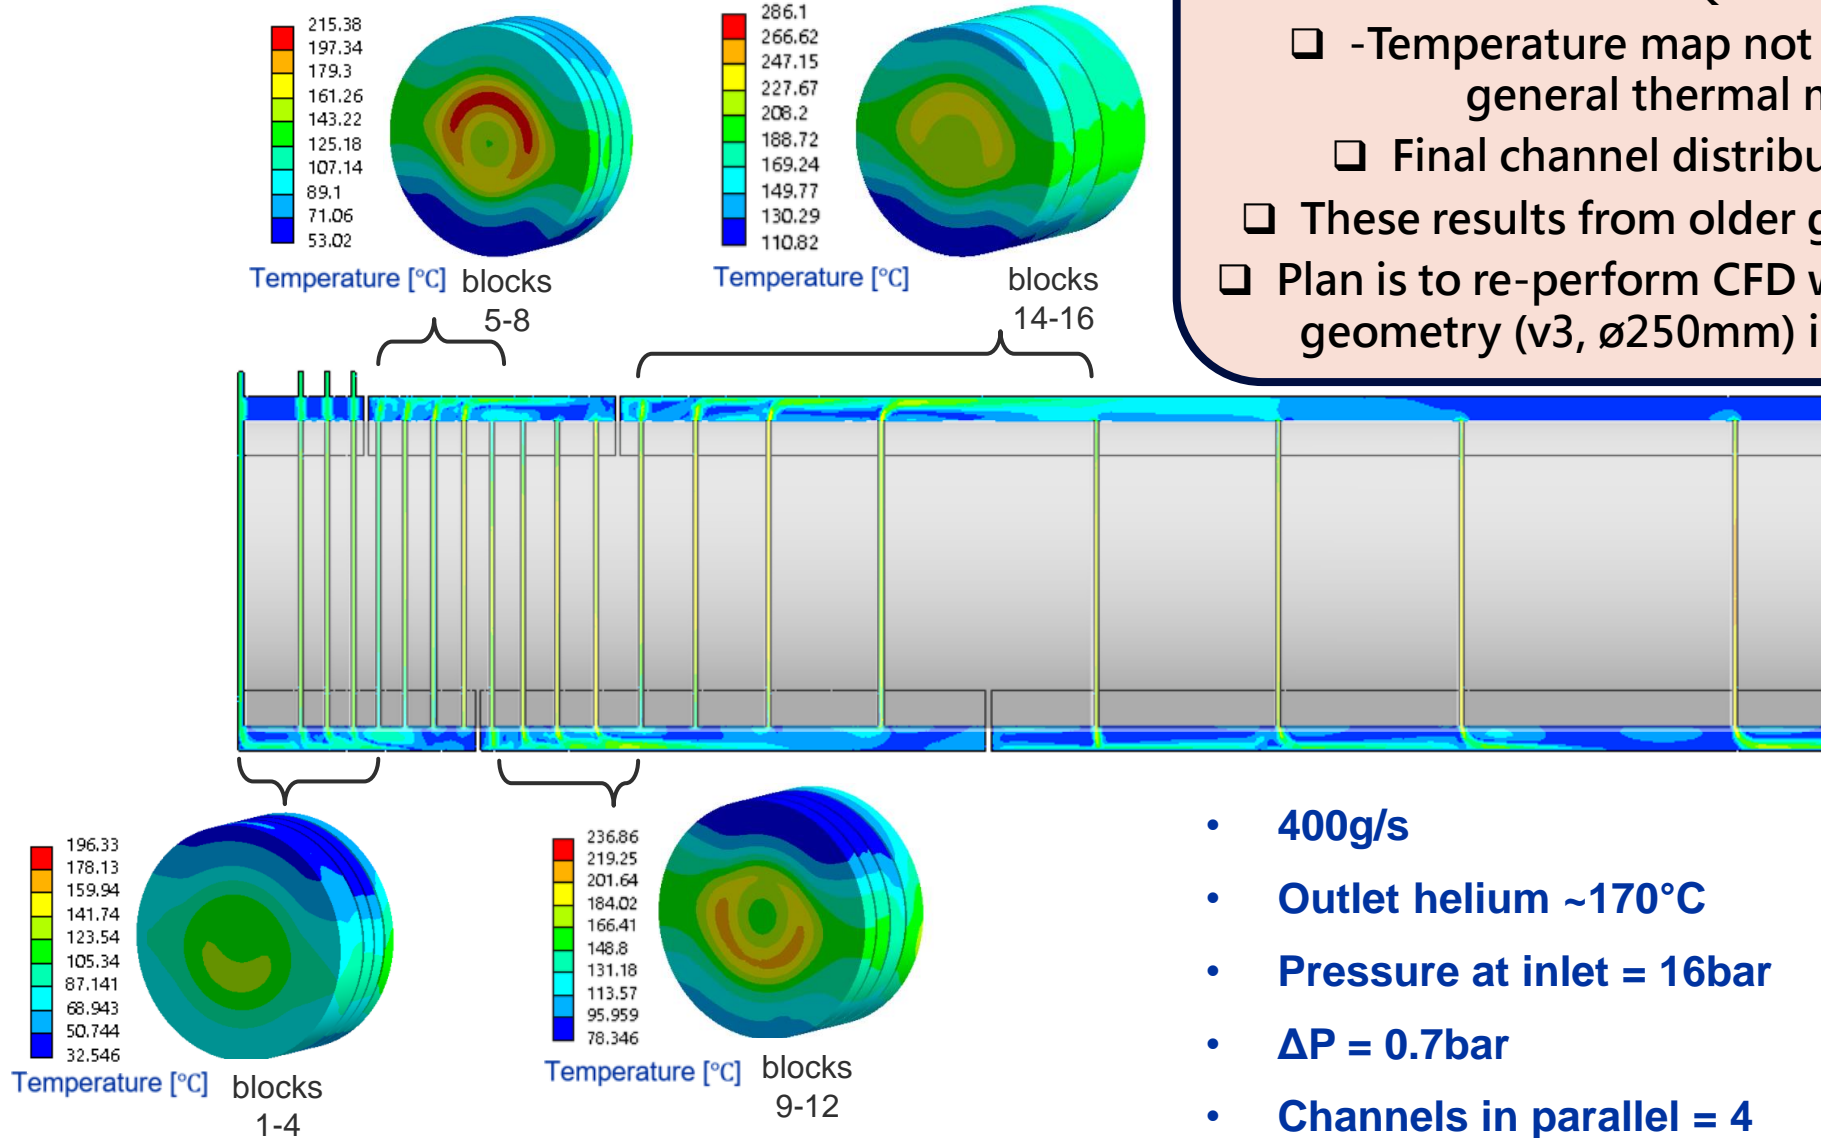 215.38
197.34
179.3
161.26
143.22
125.18
107.14
89.1
71.06
53.02
Temperature [°C]
blocks
5-8
286.1
266.62
247.15
227.67
208.2
188.72
169.24
149.77
130.29
110.82
Temperature [°C]
blocks
14-16
❑ -Temperature map not
general thermal
❑ Final channel
❑ These results from older
❑ Plan is to re-perform CFD
geometry (v3, ø250mm)
196.33
178.13
159.94
141.74
123.54
105.34
87.141
68.943
50.744
32.546
Temperature [°C]
blocks
1-4
236.86
219.25
201.64
184.02
166.41
148.8
131.18
113.57
95.959
78.346
Temperature [°C]
blocks
9-12
• 400g/s
• Outlet helium ~170°C
• Pressure at inlet = 16bar
• ΔP = 0.7bar
• Channels in parallel = 4